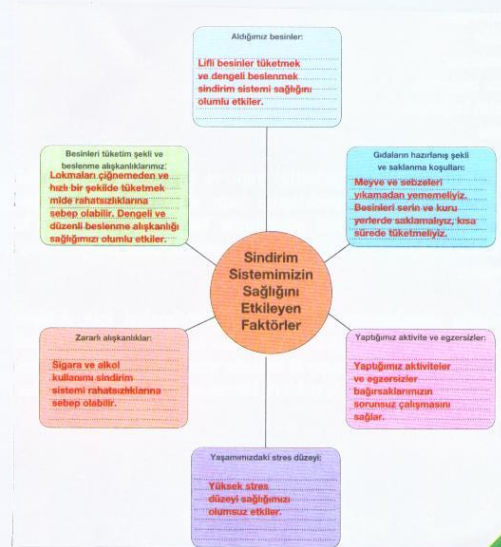 Aldığımız besinler:
Lifli besinler tüketmek
ve dengeli beslenmek
sindirim sistemi sağlığını
olumlu etkiler.
Besinleri tüketim şekli ve
beslenme alışkanlıklarımız:
Lokmaları çiğnemeden ve
hızlı bir şekilde tüketmek
mide rahatsızlıklarına
sebep olabilir. Dengeli ve
düzenli beslenme alışkanlığı
sağlığımızı olumlu etkiler.
Gıdaların hazırlanış şekli
ve saklanma koşulları:
Meyve ve sebzeleri
yıkamadan yememeliyiz.
Besinleri serin ve kuru
yerlerde saklamalıyız, kısa
sürede tüketmeliyiz.
Sindirim
Sistemimizin
Sağlığını
Etkileyen
Faktörler
Zararlı alışkanlıklar:
Sigara ve alkol
kullanımı sindirim
sistemi rahatsızlıklarına
sebep olabilir.
Yaptığımız aktivite ve egzersizler:
Yaptığımız aktiviteler
ve egzersizler
bağırsaklarımızın
sorunsuz çalışmasını
sağlar.
Yaşamımızdaki stres düzeyi:
Yüksek stres
düzeyi sağlığımızı
olumsuz etkiler.